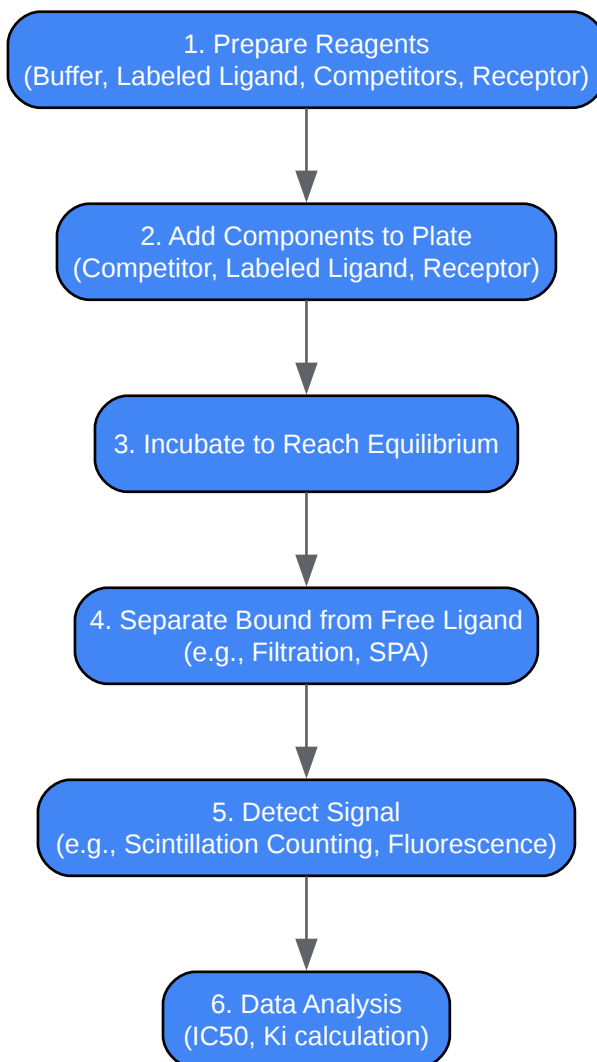 1. Prepare Reagents
(Buffer, Labeled Ligand, Competitors, Receptor)
2. Add Components to Plate
(Competitor, Labeled Ligand, Receptor)
3. Incubate to Reach Equilibrium
4. Separate Bound from Free Ligand
(e.g., Filtration, SPA)
5. Detect Signal
(e.g., Scintillation Counting, Fluorescence)
6. Data Analysis
(IC50, Ki calculation)